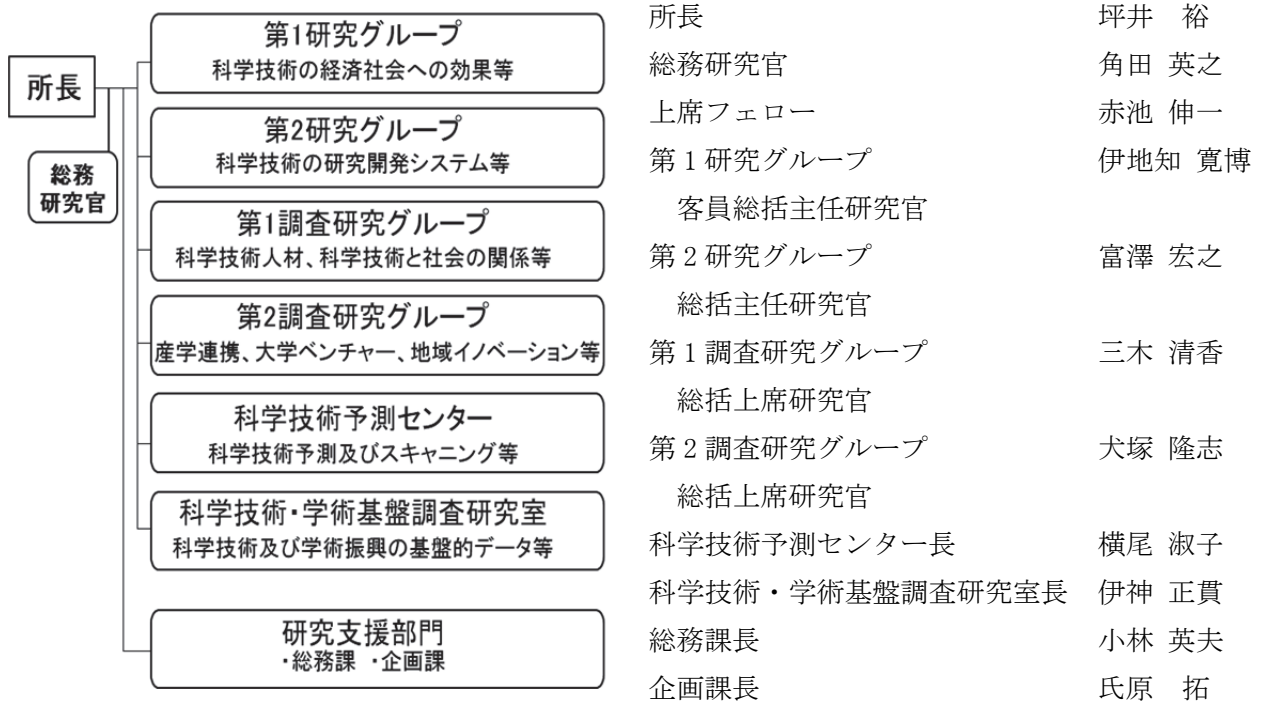 所長
総務
研究官
第1研究グループ
科学技術の経済社会への効果等
第2研究グループ
科学技術の研究開発システム等
第1調査研究グループ
科学技術人材、科学技術と社会の関係等
第2調査研究グループ
産学連携、大学ベンチャー、地域イノベーション等
科学技術予測センター
科学技術予測及びスキャニング等
科学技術・学術基盤調査研究室
科学技術及び学術振興の基盤的データ等
研究支援部門
・総務課 ・企画課
所長 坪井 裕
総務研究官 角田 英之
上席フェロー 赤池 伸一
第1研究グループ 伊地知 寛博
客員総括主任研究官
第2研究グループ 富澤 宏之
総括主任研究官
第1調査研究グループ 三木 清香
総括上席研究官
第2調査研究グループ 犬塚 隆志
総括上席研究官
科学技術予測センター長 横尾 淑子
科学技術・学術基盤調査研究室長 伊神 正貫
総務課長 小林 英夫
企画課長 氏原 拓